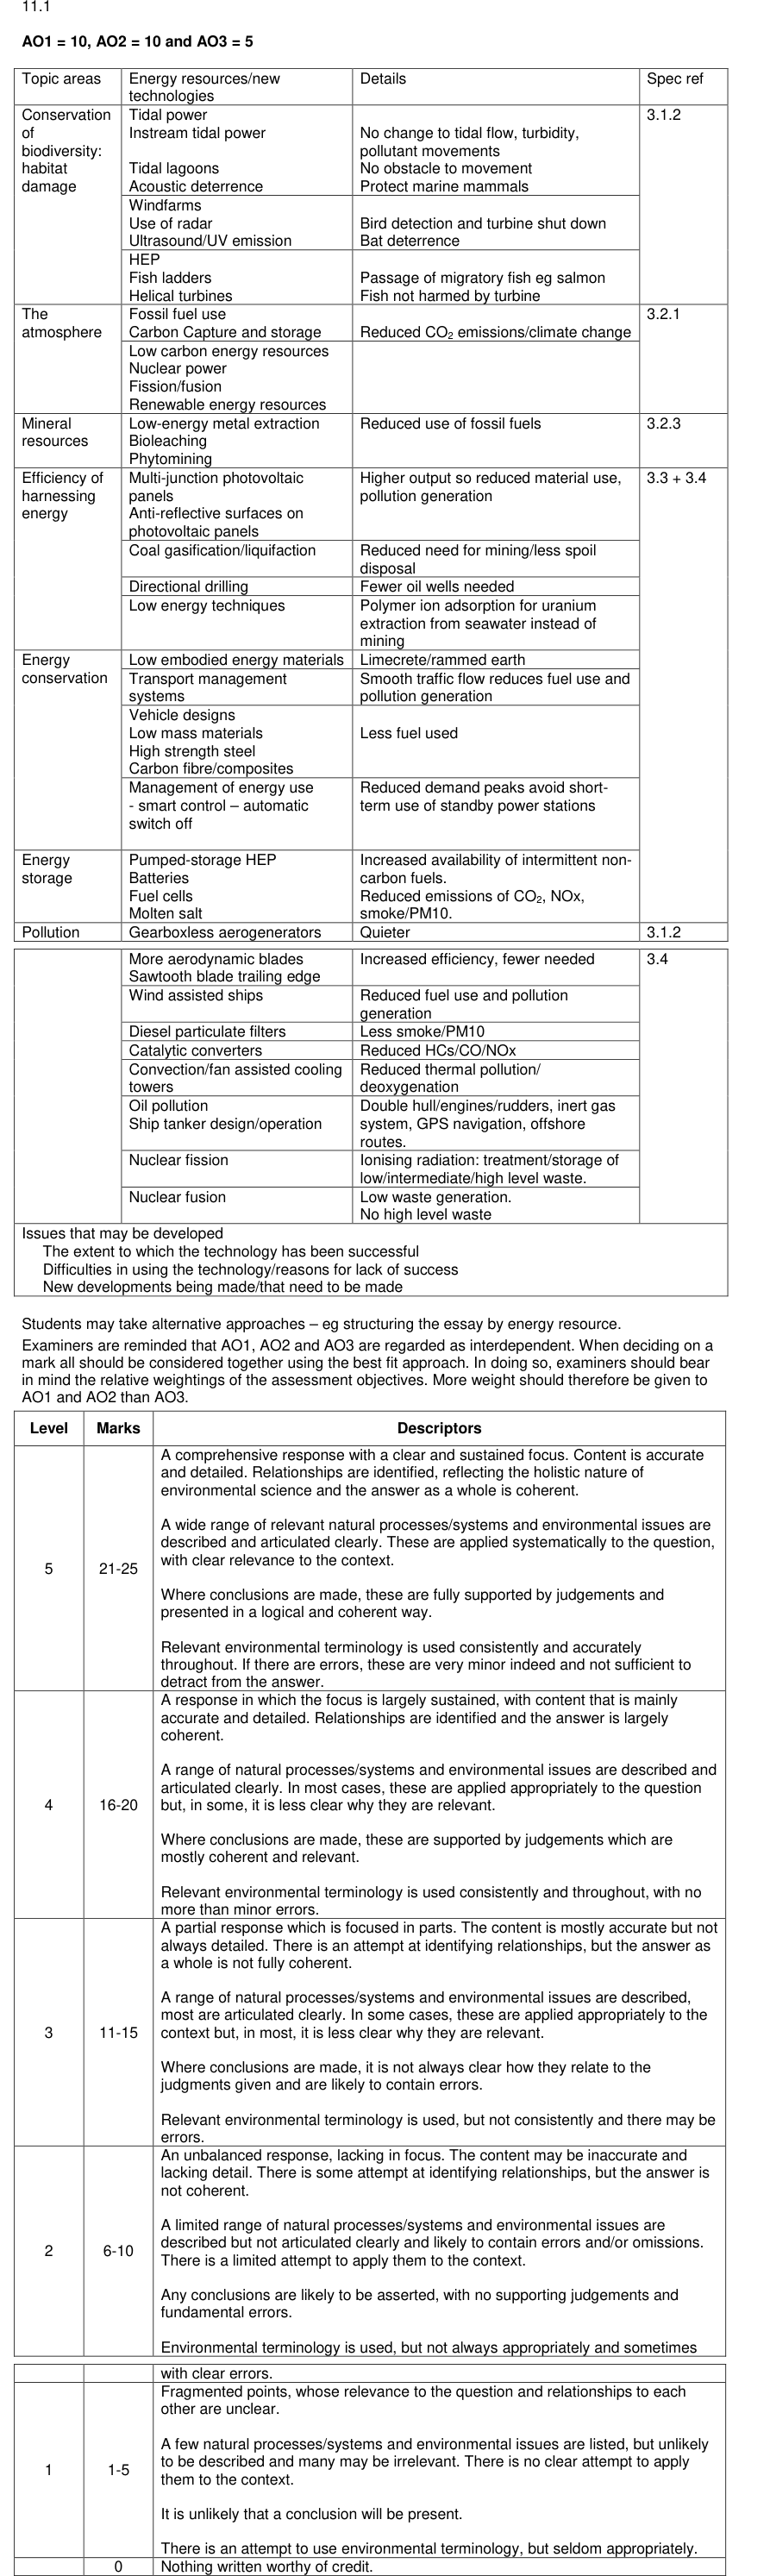 11.1
AO1 = 10, AO2 = 10 and AO3 = 5
Topic areas
Energy resources/new
technologies
Details
Spec ref
Conservation
of
biodiversity:
habitat
damage
Tidal power
Instream tidal power
Tidal lagoons
Acoustic deterrence
No change to tidal flow, turbidity,
pollutant movements
No obstacle to movement
Protect marine mammals
3.1.2
Windfarms
Use of radar
Ultrasound/UV emission
Bird detection and turbine shut down
Bat deterrence
HEP
Fish ladders
Helical turbines
Passage of migratory fish eg salmon
Fish not harmed by turbine
The
atmosphere
Fossil fuel use
Carbon Capture and storage
Reduced CO₂ emissions/climate change
3.2.1
Low carbon energy resources
Nuclear power
Fission/fusion
Renewable energy resources
Mineral
resources
Low-energy metal extraction
Bioleaching
Phytomining
Reduced use of fossil fuels
3.2.3
Efficiency of
harnessing
energy
Multi-junction photovoltaic
panels
Anti-reflective surfaces on
photovoltaic panels
Higher output so reduced material use,
pollution generation
3.3 + 3.4
Coal gasification/liquifaction
Reduced need for mining/less spoil
disposal
Directional drilling
Fewer oil wells needed
Low energy techniques
Polymer ion adsorption for uranium
extraction from seawater instead of
mining
Energy
conservation
Low embodied energy materials
Limecrete/rammed earth
Transport management
systems
Smooth traffic flow reduces fuel use and
pollution generation
Vehicle designs
Low mass materials
High strength steel
Carbon fibre/composites
Less fuel used
Management of energy use
- smart control – automatic
switch off
Reduced demand peaks avoid short-
term use of standby power stations
Energy
storage
Pumped-storage HEP
Batteries
Fuel cells
Molten salt
Increased availability of intermittent non-
carbon fuels.
Reduced emissions of CO₂, NOx,
smoke/PM10.
Pollution
Gearboxless aerogenerators
Quieter
3.1.2
More aerodynamic blades
Sawtooth blade trailing edge
Increased efficiency, fewer needed
3.4
Wind assisted ships
Reduced fuel use and pollution
generation
Diesel particulate filters
Less smoke/PM10
Catalytic converters
Reduced HCs/CO/NOx
Convection/fan assisted cooling
towers
Reduced thermal pollution/
deoxygenation
Oil pollution
Ship tanker design/operation
Double hull/engines/rudders, inert gas
system, GPS navigation, offshore
routes.
Nuclear fission
Ionising radiation: treatment/storage of
low/intermediate/high level waste.
Nuclear fusion
Low waste generation.
No high level waste
Issues that may be developed
The extent to which the technology has been successful
Difficulties in using the technology/reasons for lack of success
New developments being made/that need to be made
Students may take alternative approaches – eg structuring the essay by energy resource.
Examiners are reminded that AO1, AO2 and AO3 are regarded as interdependent. When deciding on a
mark all should be considered together using the best fit approach. In doing so, examiners should bear
in mind the relative weightings of the assessment objectives. More weight should therefore be given to
AO1 and AO2 than AO3.
Level
Marks
Descriptors
5
21-25
A comprehensive response with a clear and sustained focus. Content is accurate
and detailed. Relationships are identified, reflecting the holistic nature of
environmental science and the answer as a whole is coherent.
A wide range of relevant natural processes/systems and environmental issues are
described and articulated clearly. These are applied systematically to the question,
with clear relevance to the context.
Where conclusions are made, these are fully supported by judgements and
presented in a logical and coherent way.
Relevant environmental terminology is used consistently and accurately
throughout. If there are errors, these are very minor indeed and not sufficient to
detract from the answer.
4
16-20
A response in which the focus is largely sustained, with content that is mainly
accurate and detailed. Relationships are identified and the answer is largely
coherent.
A range of natural processes/systems and environmental issues are described and
articulated clearly. In most cases, these are applied appropriately to the question
but, in some, it is less clear why they are relevant.
Where conclusions are made, these are supported by judgements which are
mostly coherent and relevant.
Relevant environmental terminology is used consistently and throughout, with no
more than minor errors.
3
11-15
A partial response which is focused in parts. The content is mostly accurate but not
always detailed. There is an attempt at identifying relationships, but the answer as
a whole is not fully coherent.
A range of natural processes/systems and environmental issues are described,
most are articulated clearly. In some cases, these are applied appropriately to the
context but, in most, it is less clear why they are relevant.
Where conclusions are made, it is not always clear how they relate to the
judgments given and are likely to contain errors.
Relevant environmental terminology is used, but not consistently and there may be
errors.
2
6-10
An unbalanced response, lacking in focus. The content may be inaccurate and
lacking detail. There is some attempt at identifying relationships, but the answer is
not coherent.
A limited range of natural processes/systems and environmental issues are
described but not articulated clearly and likely to contain errors and/or omissions.
There is a limited attempt to apply them to the context.
Any conclusions are likely to be asserted, with no supporting judgements and
fundamental errors.
Environmental terminology is used, but not always appropriately and sometimes
with clear errors.
1
1-5
Fragmented points, whose relevance to the question and relationships to each
other are unclear.
A few natural processes/systems and environmental issues are listed, but unlikely
to be described and many may be irrelevant. There is no clear attempt to apply
them to the context.
It is unlikely that a conclusion will be present.
There is an attempt to use environmental terminology, but seldom appropriately.
0
Nothing written worthy of credit.